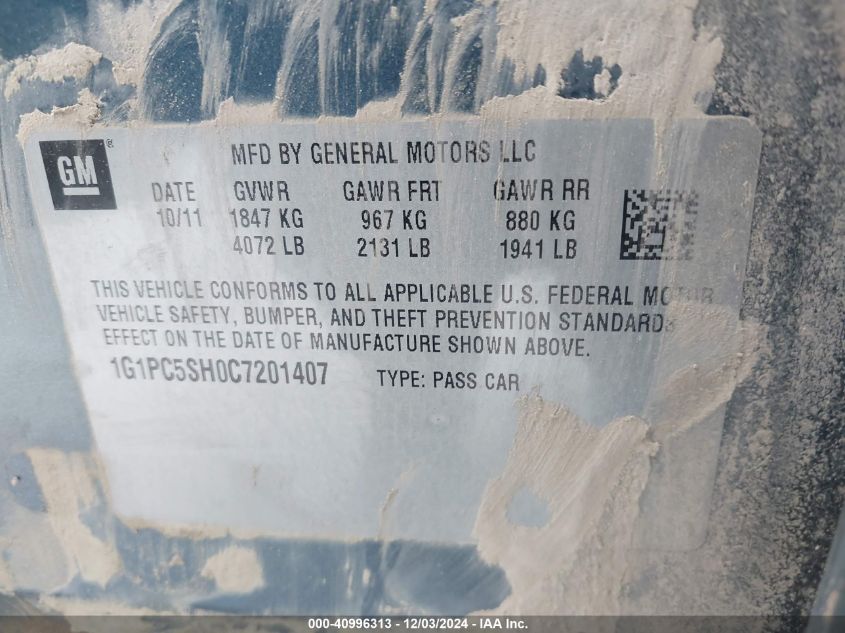 GM®
MFD BY GENERAL MOTORS LLC
DATE GVWR GAWR FRT GAWR RR
10/11 1847 KG 967 KG 880 KG
4072 LB 2131 LB 1941 LB
THIS VEHICLE CONFORMS TO ALL APPLICABLE U.S. FEDERAL MOTOR
VEHICLE SAFETY, BUMPER, AND THEFT PREVENTION STANDARDS
EFFECT ON THE DATE OF MANUFACTURE SHOWN ABOVE.
1G1PC5SH0C7201407 TYPE: PASS CAR
000-40996313 - 12/03/2024 - IAA Inc.